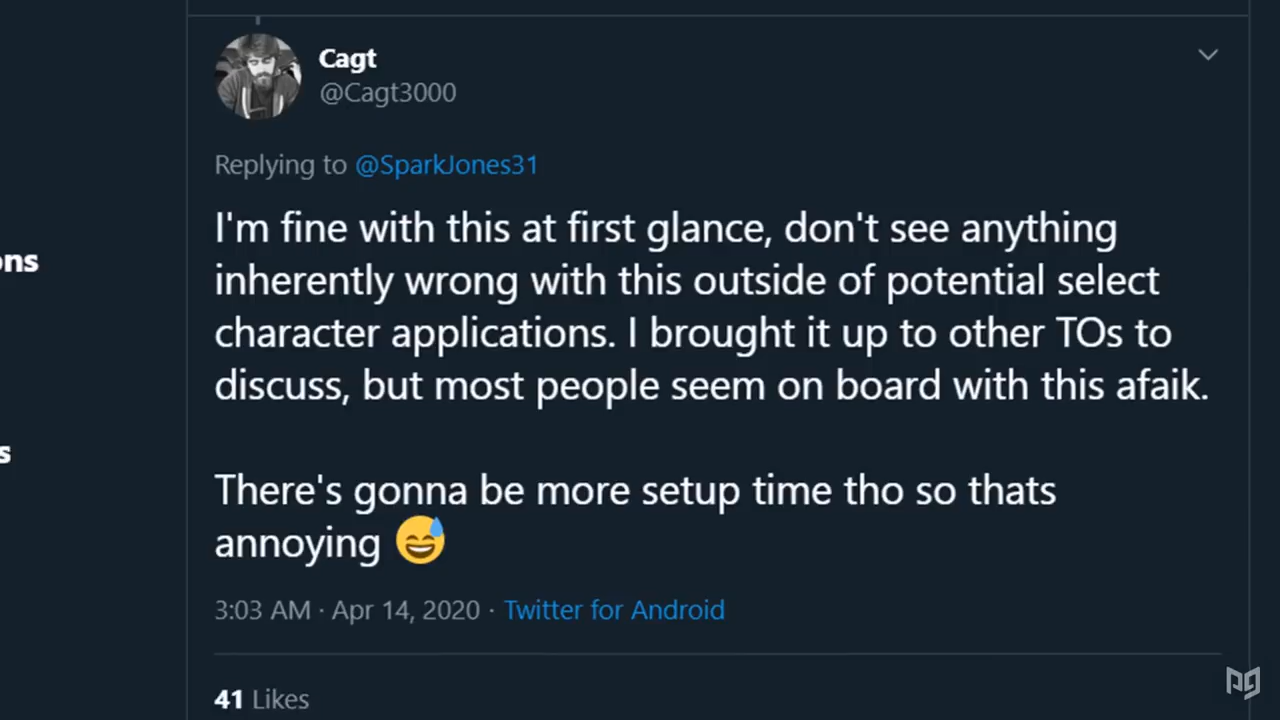 Cagt
@Cagt3000
Replying to @SparkJones31
I'm fine with this at first glance, don't see anything
inherently wrong with this outside of potential select
character applications. I brought it up to other TOs to
discuss, but most people seem on board with this afaik.
There's gonna be more setup time tho so thats
annoying 😅
3:03 AM · Apr 14, 2020 · Twitter for Android
41 Likes
ons
s
PG